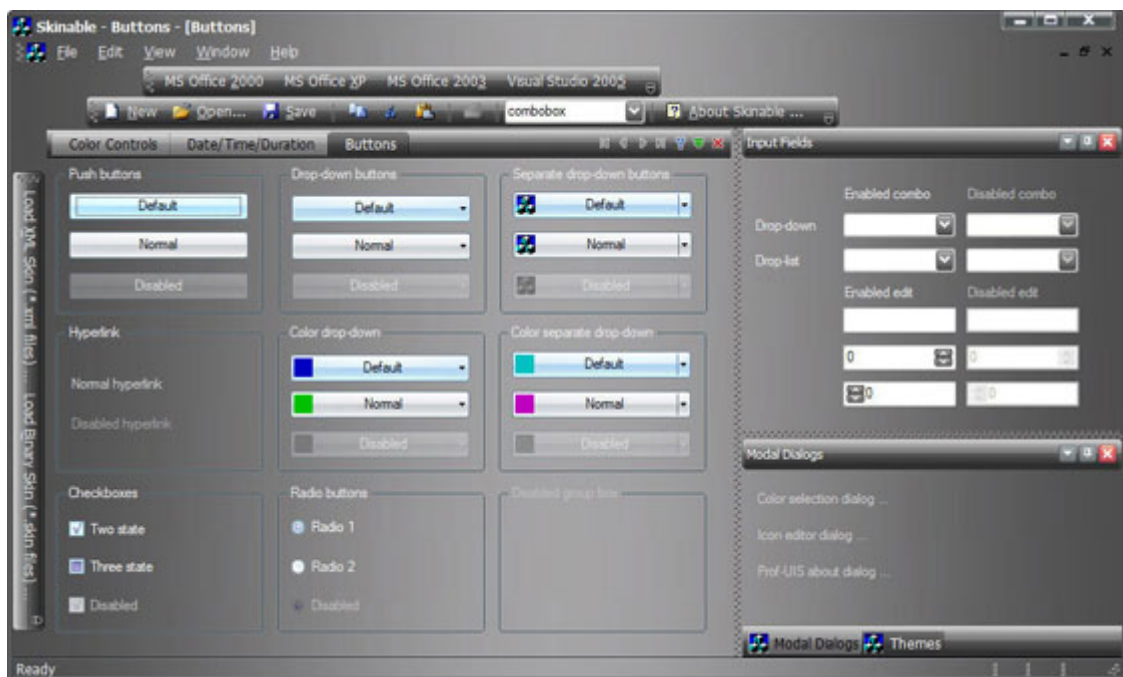 Skinable - Buttons - [Buttons]
File Edit View Window Help
MS Office 2000 MS Office XP MS Office 2003 Visual Studio 2005
New Open... Save combobox About Skinable ...
Color Controls Date/Time/Duration Buttons
Input Fields
Load XML Skin (*.xml files) ... Load Binary Skin (*.skin files) ...
Push buttons
Default
Normal
Disabled
Drop-down buttons
Default
Normal
Disabled
Separate drop-down buttons
Default
Normal
Disabled
Hyperlink
Normal hyperlink
Disabled hyperlink
Color drop-down
Default
Normal
Disabled
Color separate drop-down
Default
Normal
Disabled
Checkboxes
Two state
Three state
Disabled
Radio buttons
Radio 1
Radio 2
Disabled
Disabled group box
Enabled combo Disabled combo
Drop-down
Drop-list
Enabled edit Disabled edit
0 0
0 0
Modal Dialogs
Color selection dialog ...
Icon editor dialog ...
Prof-UIS about dialog ...
Modal Dialogs Themes
Ready